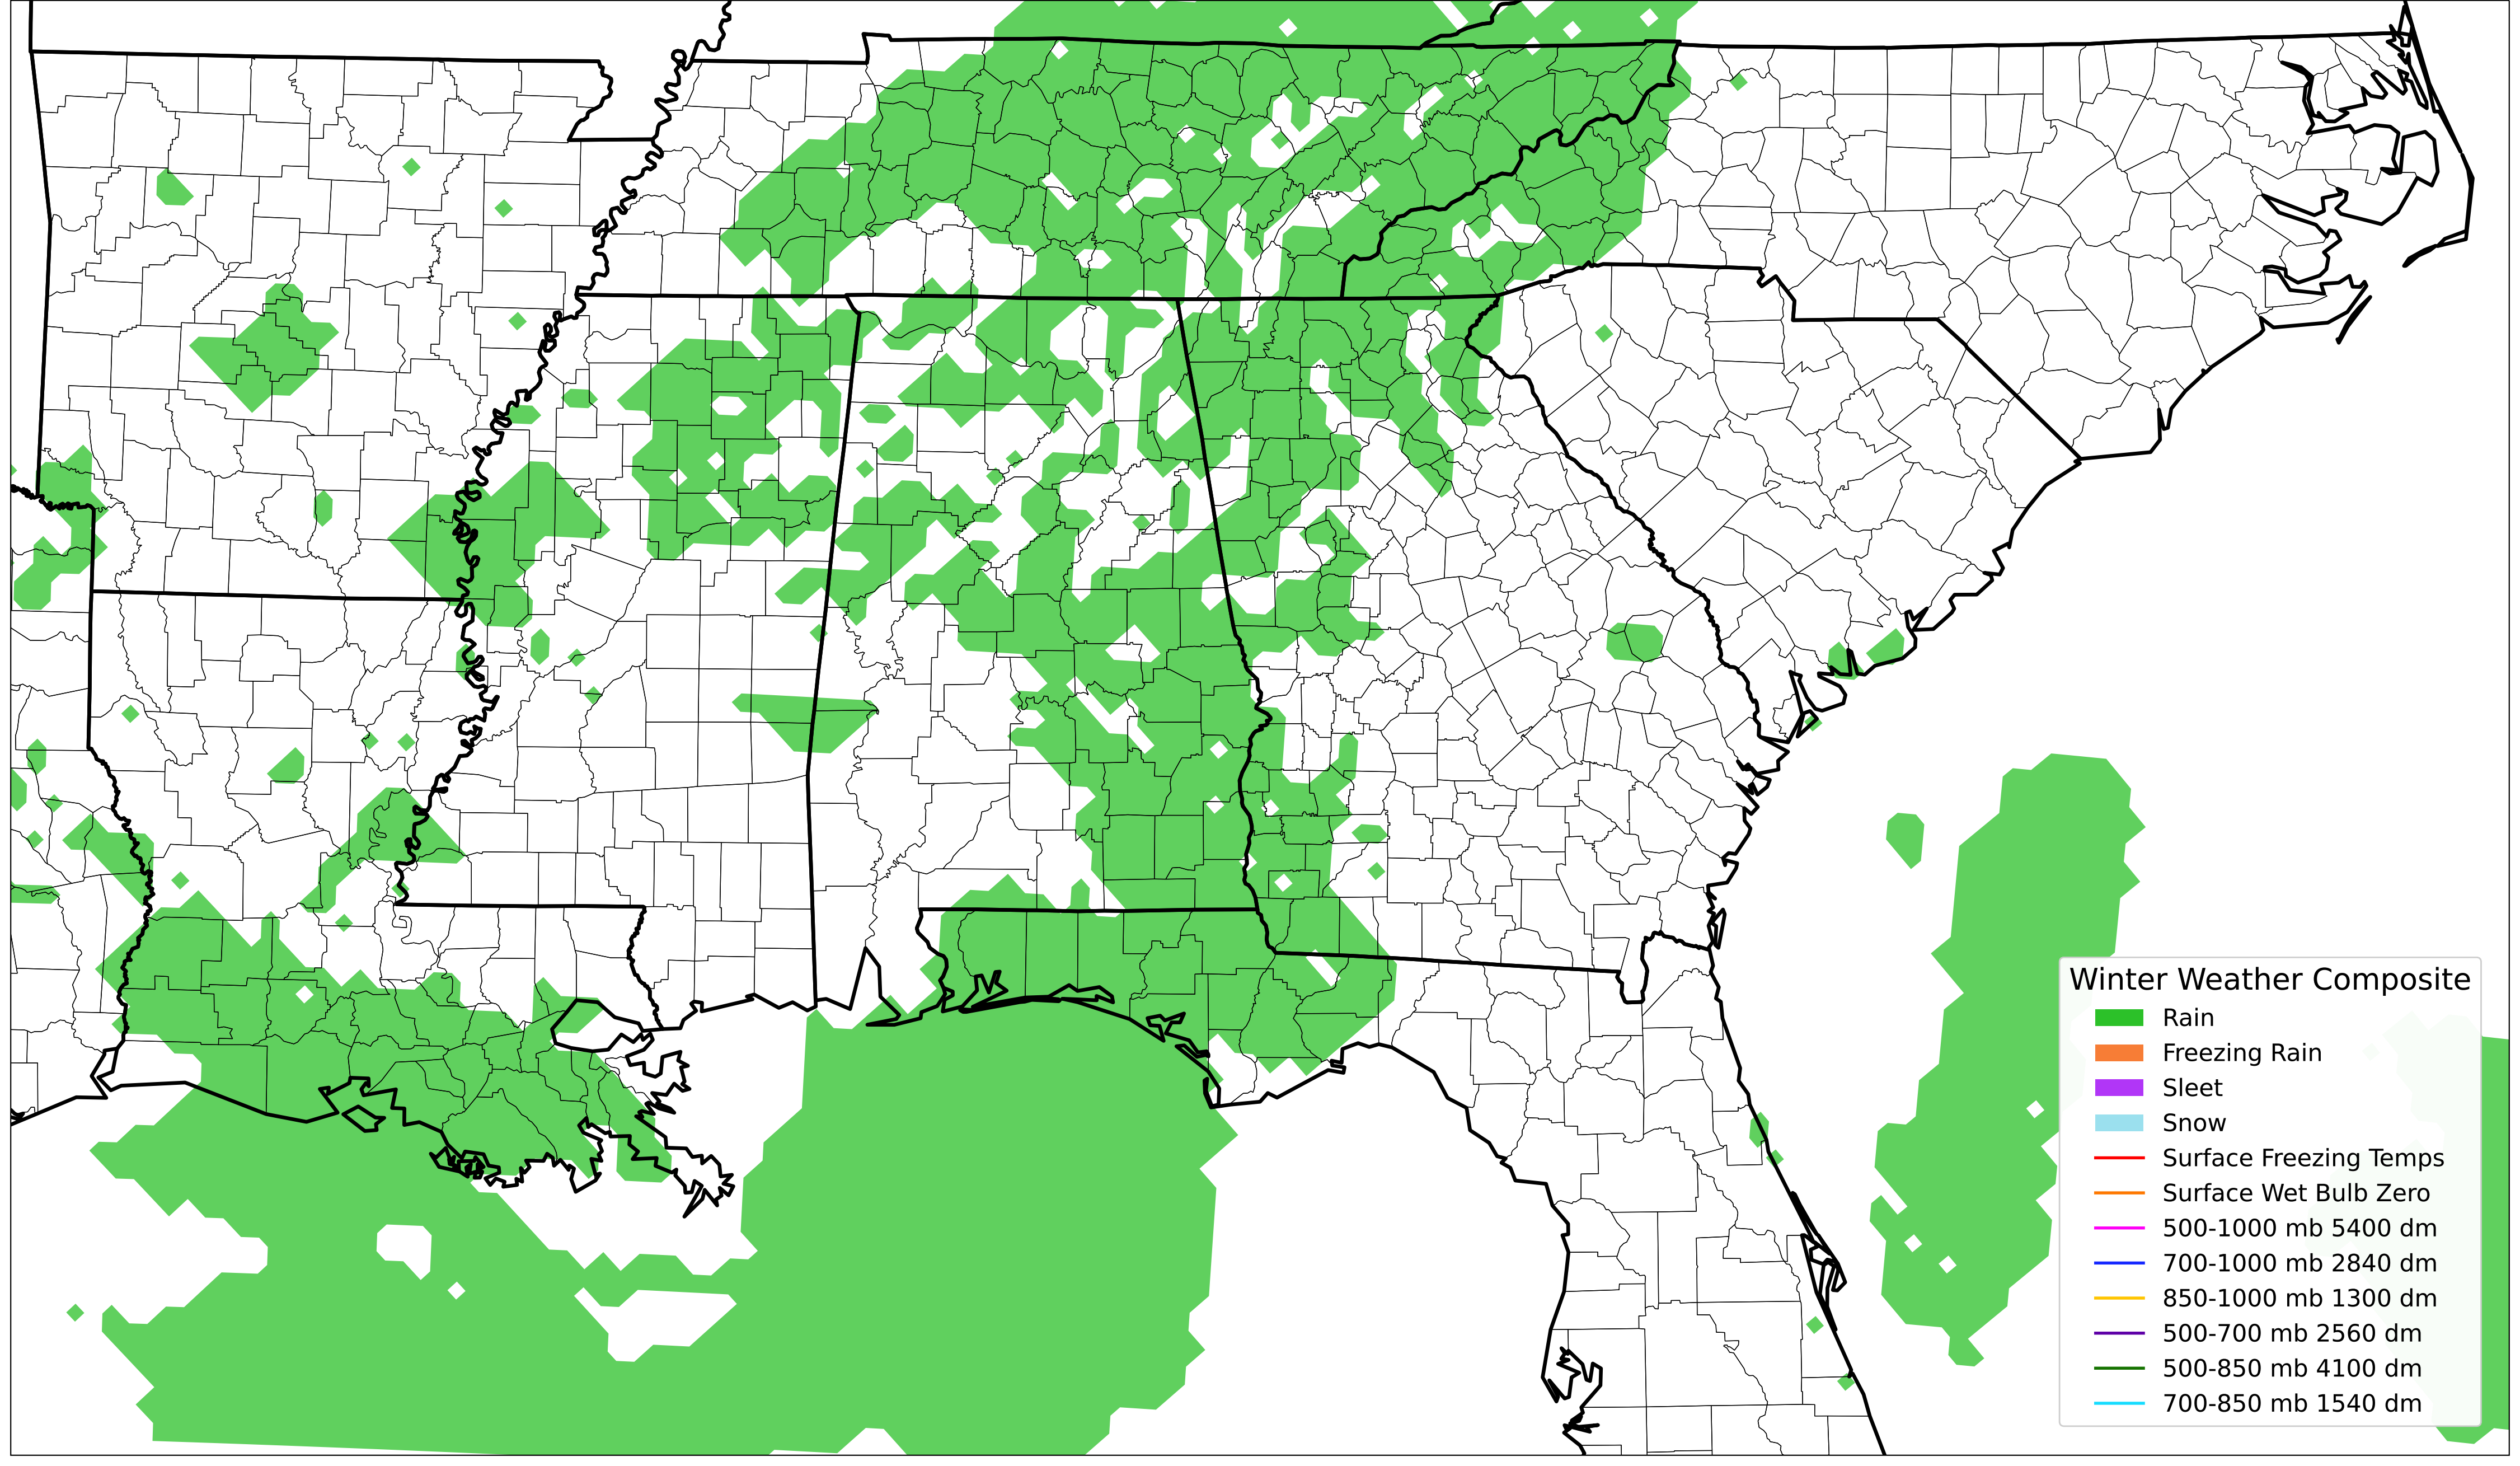 Winter Weather Composite
Rain
Freezing Rain
Sleet
Snow
Surface Freezing Temps
Surface Wet Bulb Zero
500-1000 mb 5400 dm
700-1000 mb 2840 dm
850-1000 mb 1300 dm
500-700 mb 2560 dm
500-850 mb 4100 dm
700-850 mb 1540 dm